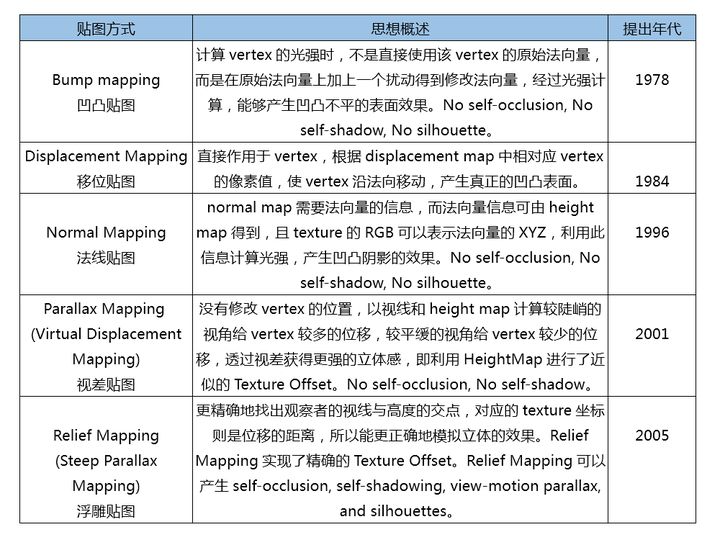 贴图方式 思想概述 提出年代
Bump mapping
凹凸贴图
计算 vertex 的光强时，不是直接使用该 vertex 的原始法向量，
而是在原始法向量上加上一个扰动得到修改法向量，经过光强计
算，能够产生凹凸不平的表面效果。No self-occlusion, No
self-shadow, No silhouette。
1978
Displacement Mapping
移位贴图
直接作用于 vertex，根据 displacement map 中相对应 vertex
的像素值，使 vertex 沿法向移动，产生真正的凹凸表面。
1984
Normal Mapping
法线贴图
normal map 需要法向量的信息，而法向量信息可由 height
map 得到，且 texture 的 RGB 可以表示法向量的 XYZ，利用此
信息计算光强，产生凹凸阴影的效果。No self-occlusion, No
self-shadow, No silhouette。
1996
Parallax Mapping
(Virtual Displacement
Mapping)
视差贴图
没有修改 vertex 的位置，以视线和 height map 计算较陡峭的
视角给 vertex 较多的位移，较平缓的视角给 vertex 较少的位
移，透过视差获得更强的立体感，即利用 HeightMap 进行了近
似的 Texture Offset。No self-occlusion, No self-shadow。
2001
Relief Mapping
(Steep Parallax
Mapping)
浮雕贴图
更精确地找出观察者的视线与高度的交点，对应的 texture 坐标
则是位移的距离，所以能更正确地模拟立体的效果。Relief
Mapping 实现了精确的 Texture Offset。Relief Mapping 可以
产生 self-occlusion, self-shadowing, view-motion parallax,
and silhouettes。
2005